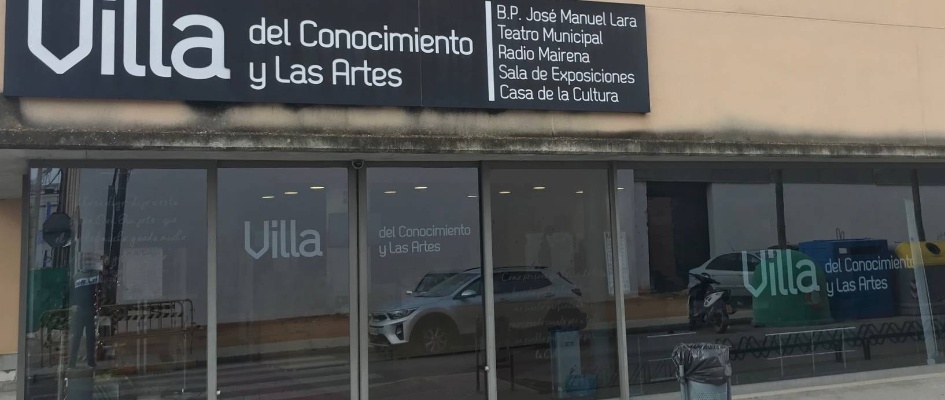 Villa
del Conocimiento
y Las Artes
B.P. José Manuel Lara
Teatro Municipal
Radio Mairena
Sala de Exposiciones
Casa de la Cultura
Villa
del Conocimiento
y Las Artes
Villa
del Conocimiento
y Las Artes